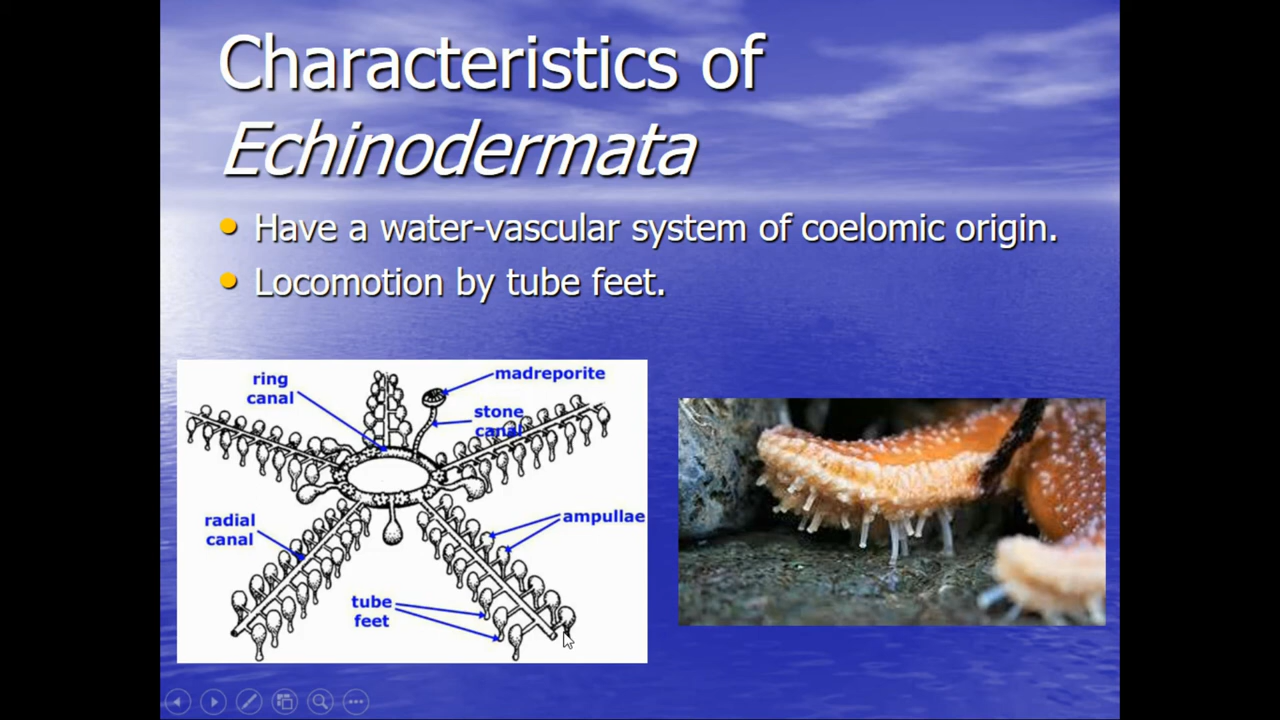 Characteristics of
Echinodermata
Have a water-vascular system of coelomic origin.
Locomotion by tube feet.
ring
canal
madreporite
stone
canal
radial
canal
ampullae
tube
feet